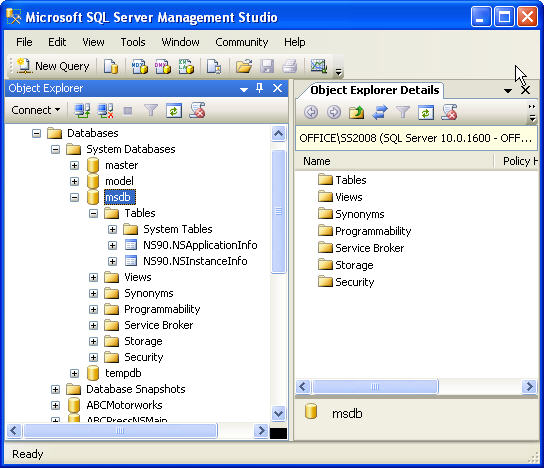 Microsoft SQL Server Management Studio
File Edit View Tools Window Community Help
New Query
Object Explorer
Connect
Databases
System Databases
master
model
msdb
Tables
System Tables
NS90.NSApplicationInfo
NS90.NSInstanceInfo
Views
Synonyms
Programmability
Service Broker
Storage
Security
tempdb
Database Snapshots
ABCMotorworks
ABCPressNSMain
Object Explorer Details
OFFICE\SS2008 (SQL Server 10.0.1600 - OFF...
Name Policy H
Tables
Views
Synonyms
Programmability
Service Broker
Storage
Security
msdb
Ready